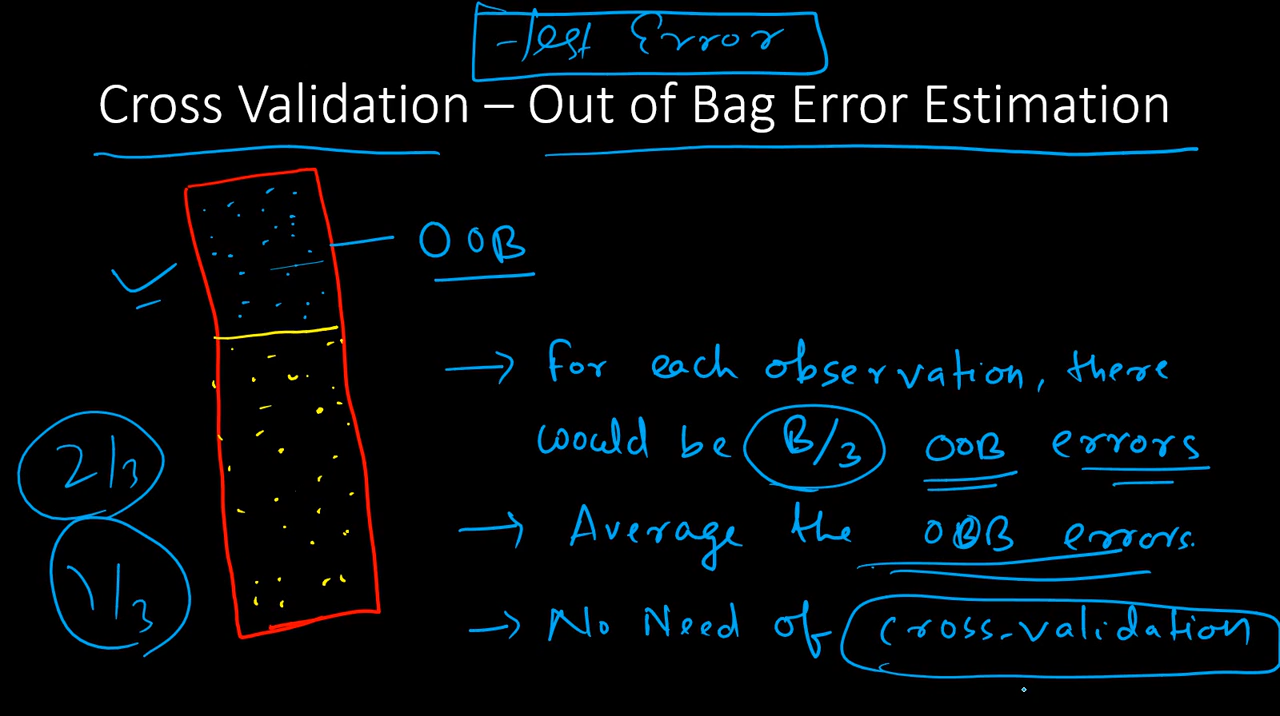 Test Error
Cross Validation – Out of Bag Error Estimation
OOB
→ For each observation, there
would be B/3 OOB errors
2/3
→ Average the OOB errors.
1/3
→ No Need of cross-validation